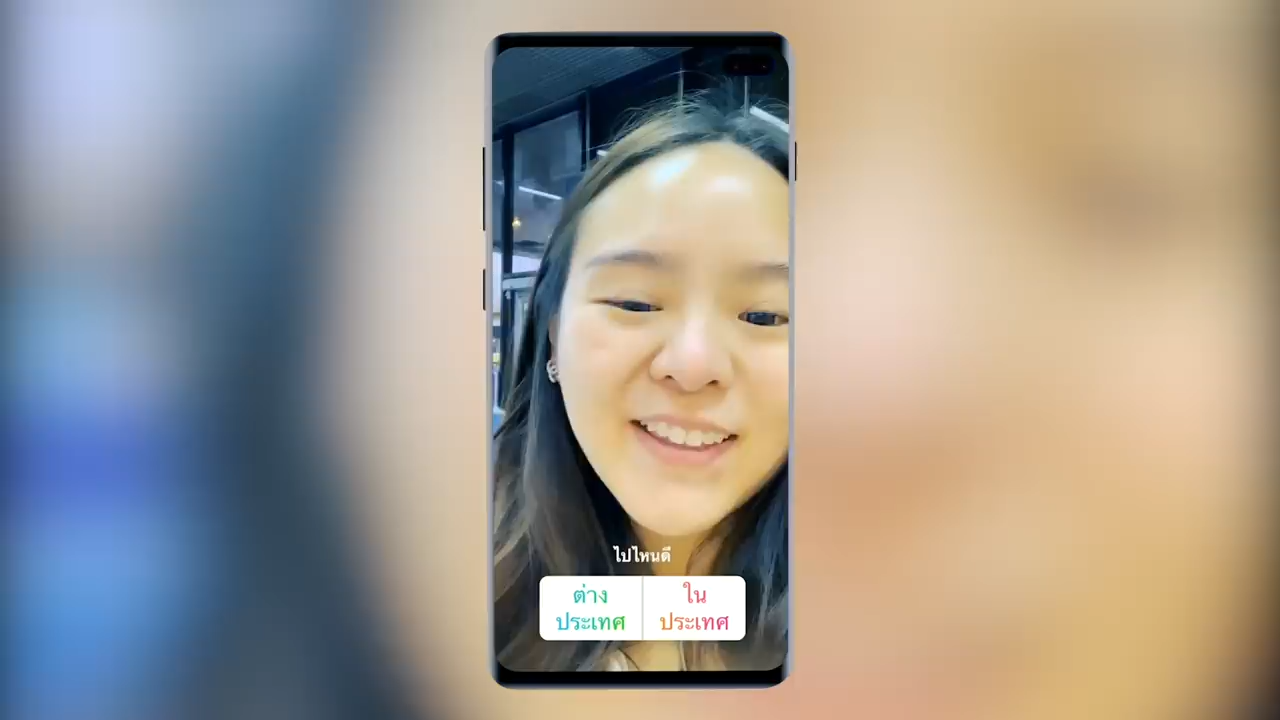 ไปไหนดี
ต่าง
ประเทศ
ใน
ประเทศ